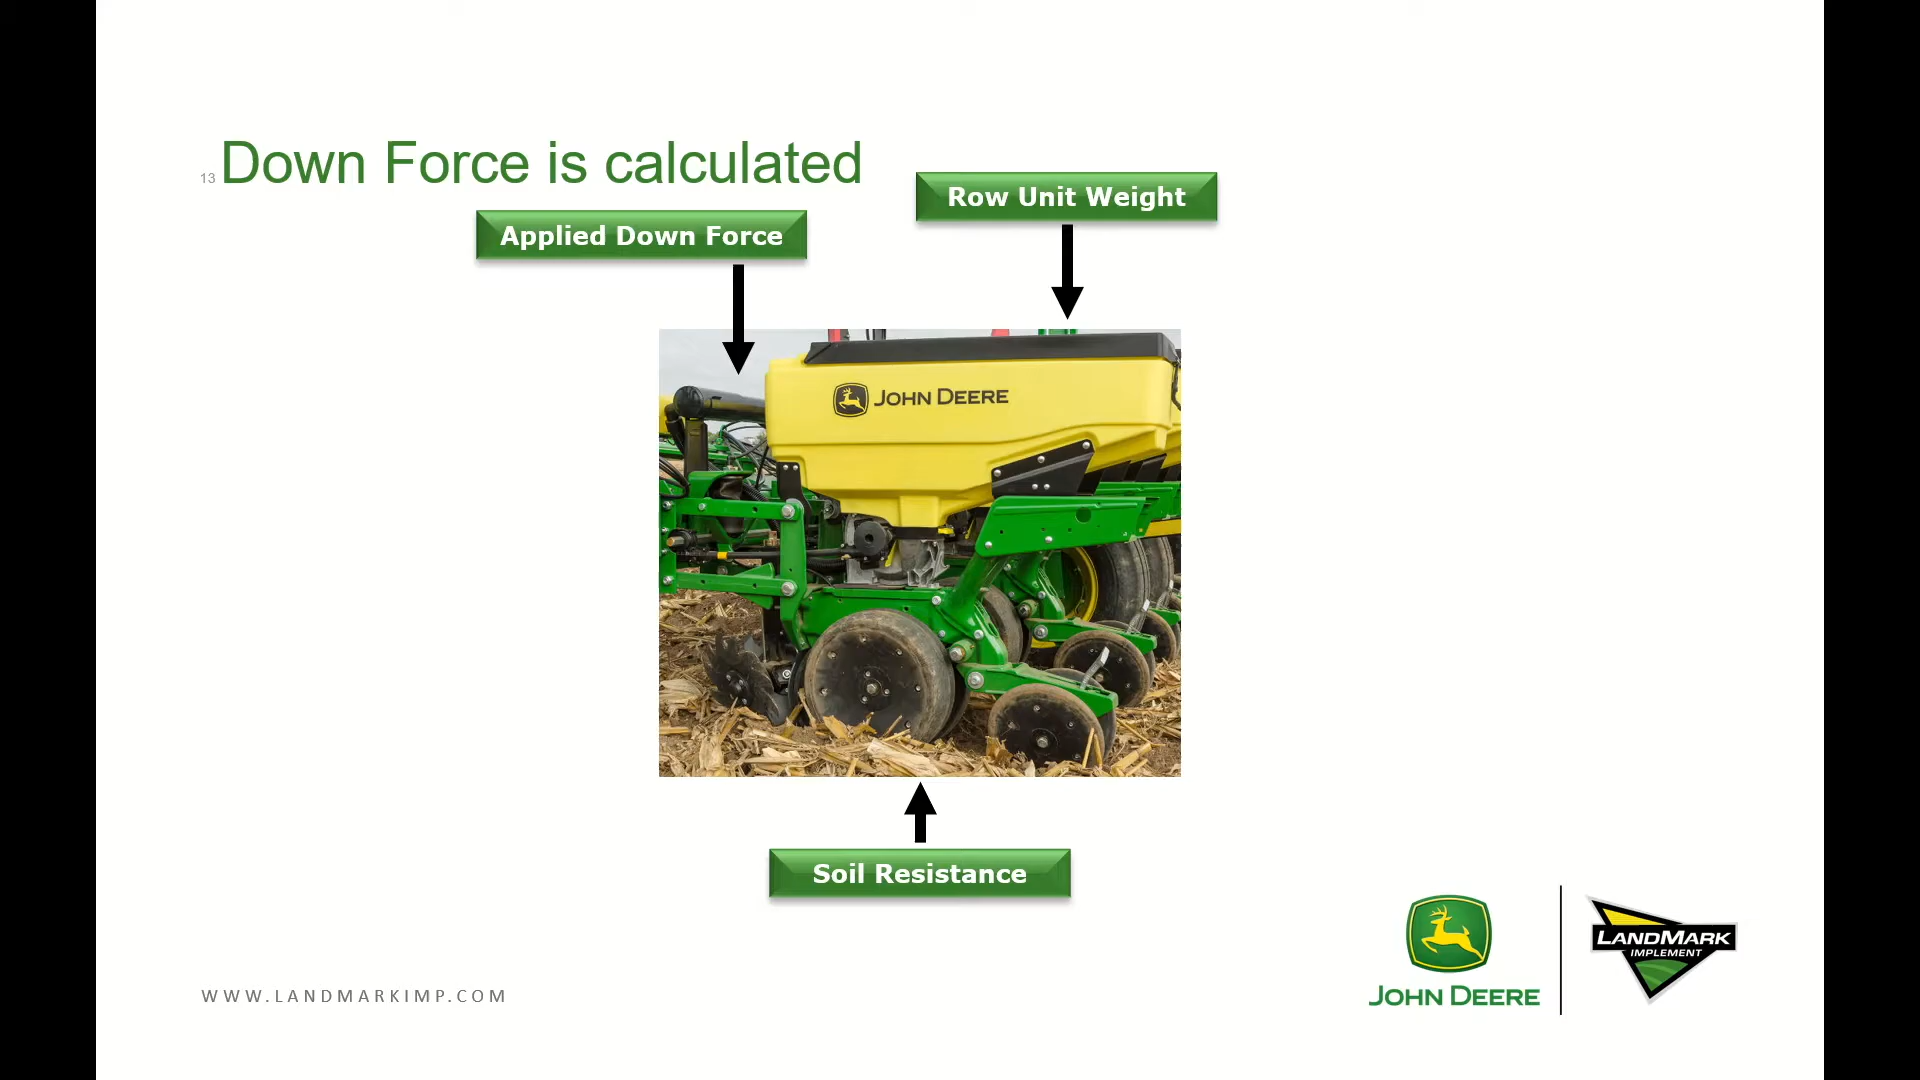 13 Down Force is calculated
Row Unit Weight
Applied Down Force
JOHN DEERE
Soil Resistance
WWW.LANDMARKIMP.COM
JOHN DEERE
LANDMARK
IMPLEMENT